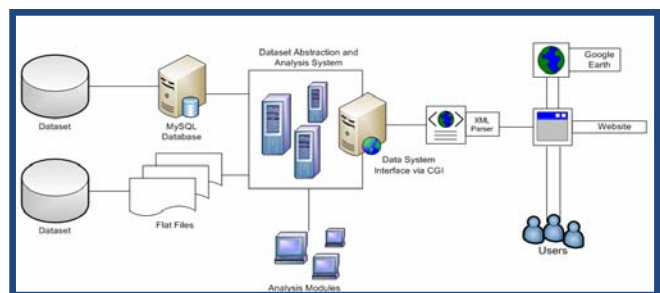 Dataset Abstraction and
Analysis System
Google
Earth
Dataset
MySQL
Database
XML
Parser
Website
Data System
Interface via CGI
Dataset
Flat Files
Users
Analysis Modules